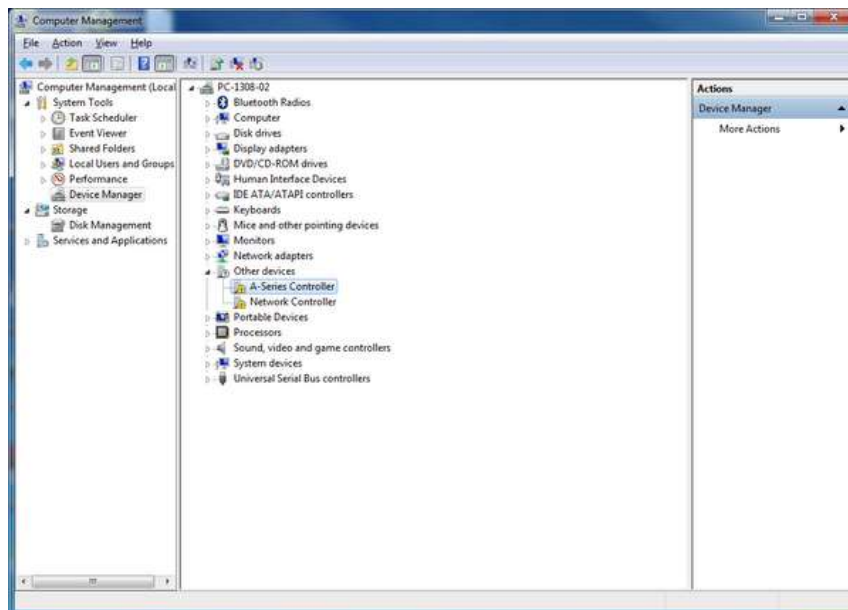 Computer Management
File Action View Help
Computer Management (Local
System Tools
Task Scheduler
Event Viewer
Shared Folders
Local Users and Groups
Performance
Device Manager
Storage
Disk Management
Services and Applications
PC-1308-02
Bluetooth Radios
Computer
Disk drives
Display adapters
DVD/CD-ROM drives
Human Interface Devices
IDE ATA/ATAPI controllers
Keyboards
Mice and other pointing devices
Monitors
Network adapters
Other devices
A-Series Controller
Network Controller
Portable Devices
Processors
Sound, video and game controllers
System devices
Universal Serial Bus controllers
Actions
Device Manager
More Actions